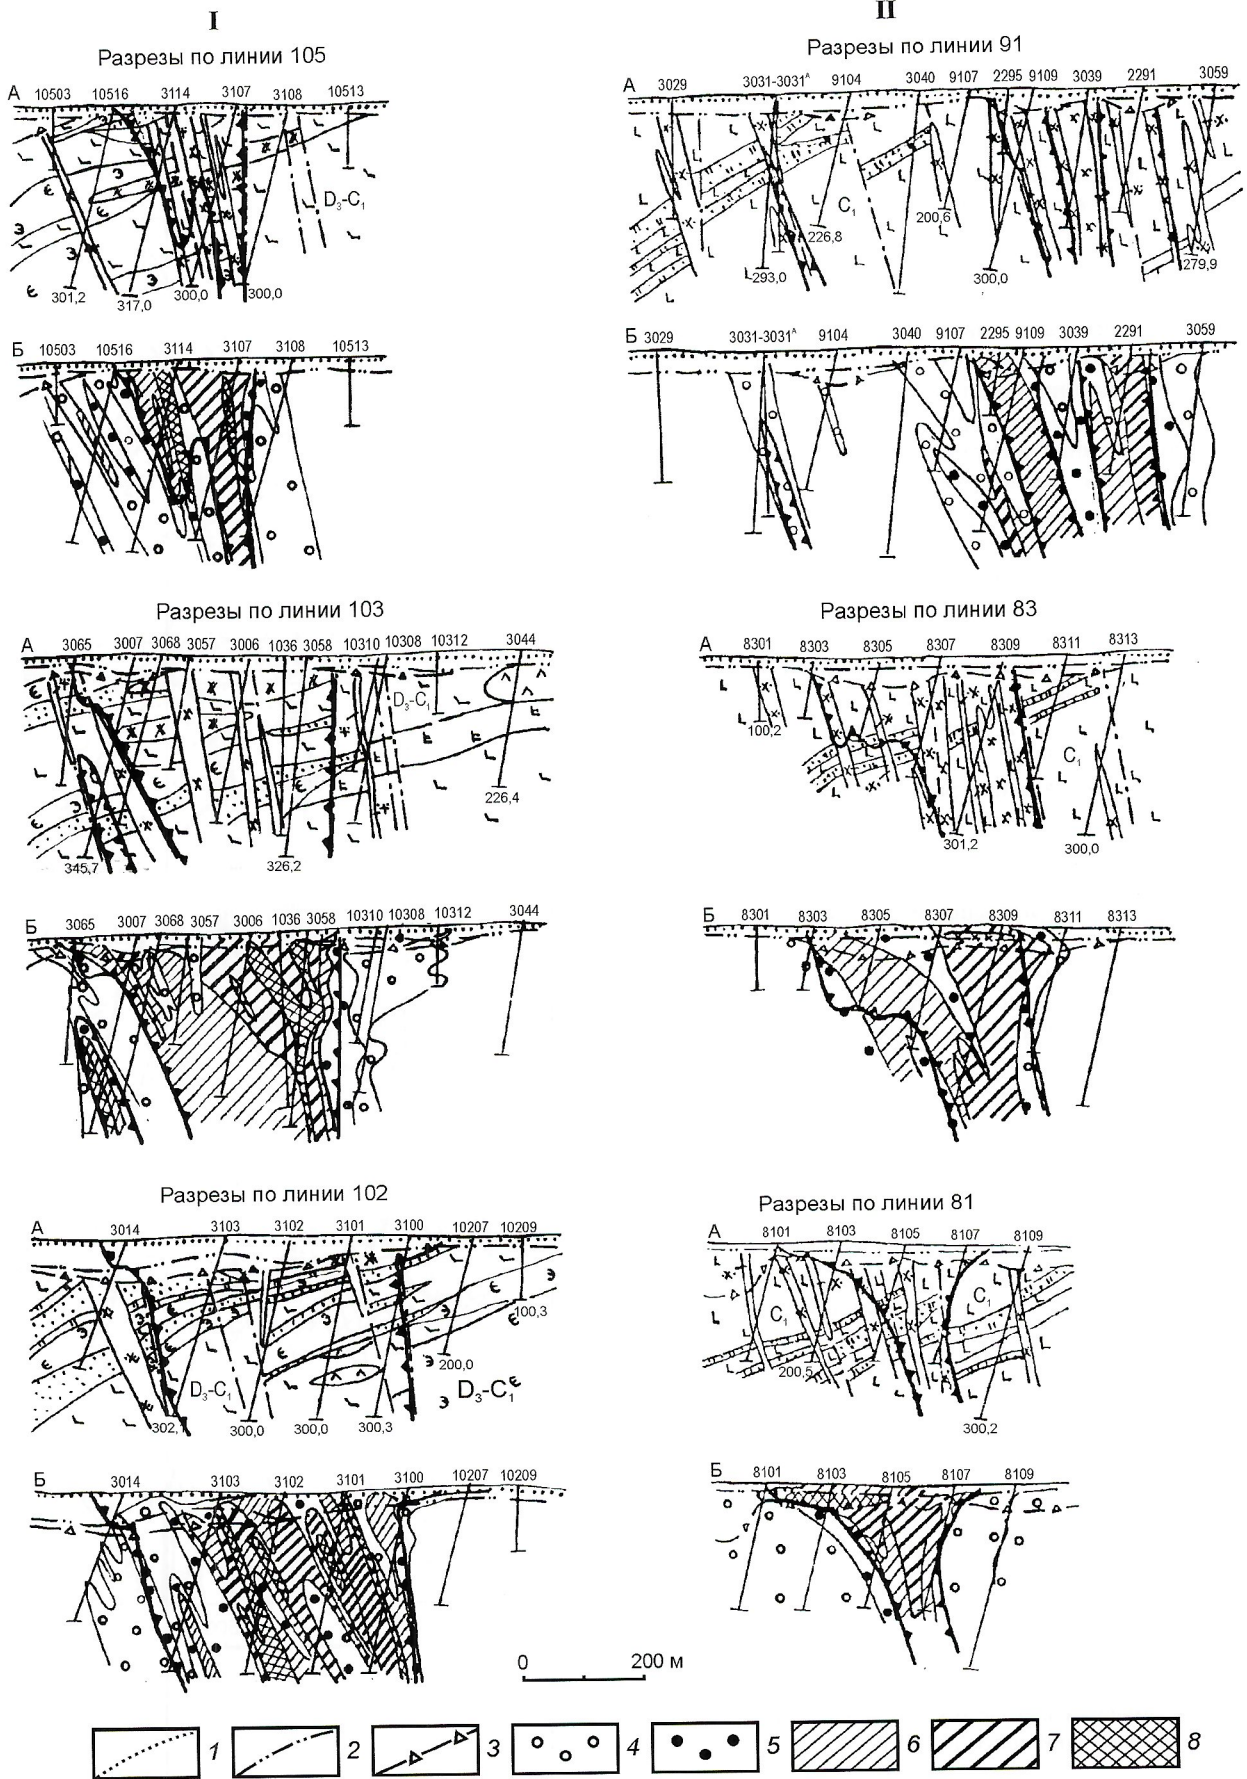 I
II
Разрезы по линии 105
А
10503 10516 3114 3107 3108 10513
D₃-C₁
301,2 317,0 300,0 300,0
Б
10503 10516 3114 3107 3108 10513
Разрезы по линии 91
А
3029 3031-3031ᴬ 9104 3040 9107 2295 9109 3039 2291 3059
C₁
293,0 226,8 200,6 300,0 279,9
Б
3029 3031-3031ᴬ 9104 3040 9107 2295 9109 3039 2291 3059
Разрезы по линии 103
А
3065 3007 3068 3057 3006 1036 3058 10310 10308 10312 3044
D₃-C₁
345,7 326,2 226,4
Б
3065 3007 3068 3057 3006 1036 3058 10310 10308 10312 3044
Разрезы по линии 83
А
8301 8303 8305 8307 8309 8311 8313
C₁
100,2 301,2 300,0
Б
8301 8303 8305 8307 8309 8311 8313
Разрезы по линии 102
А
3014 3103 3102 3101 3100 10207 10209
D₃-C₁ D₃-C₁
302,1 300,0 300,0 300,3 200,0 100,3
Б
3014 3103 3102 3101 3100 10207 10209
Разрезы по линии 81
А
8101 8103 8105 8107 8109
C₁ C₁
200,5 300,2
Б
8101 8103 8105 8107 8109
0 200 м
1 2 3 4 5 6 7 8